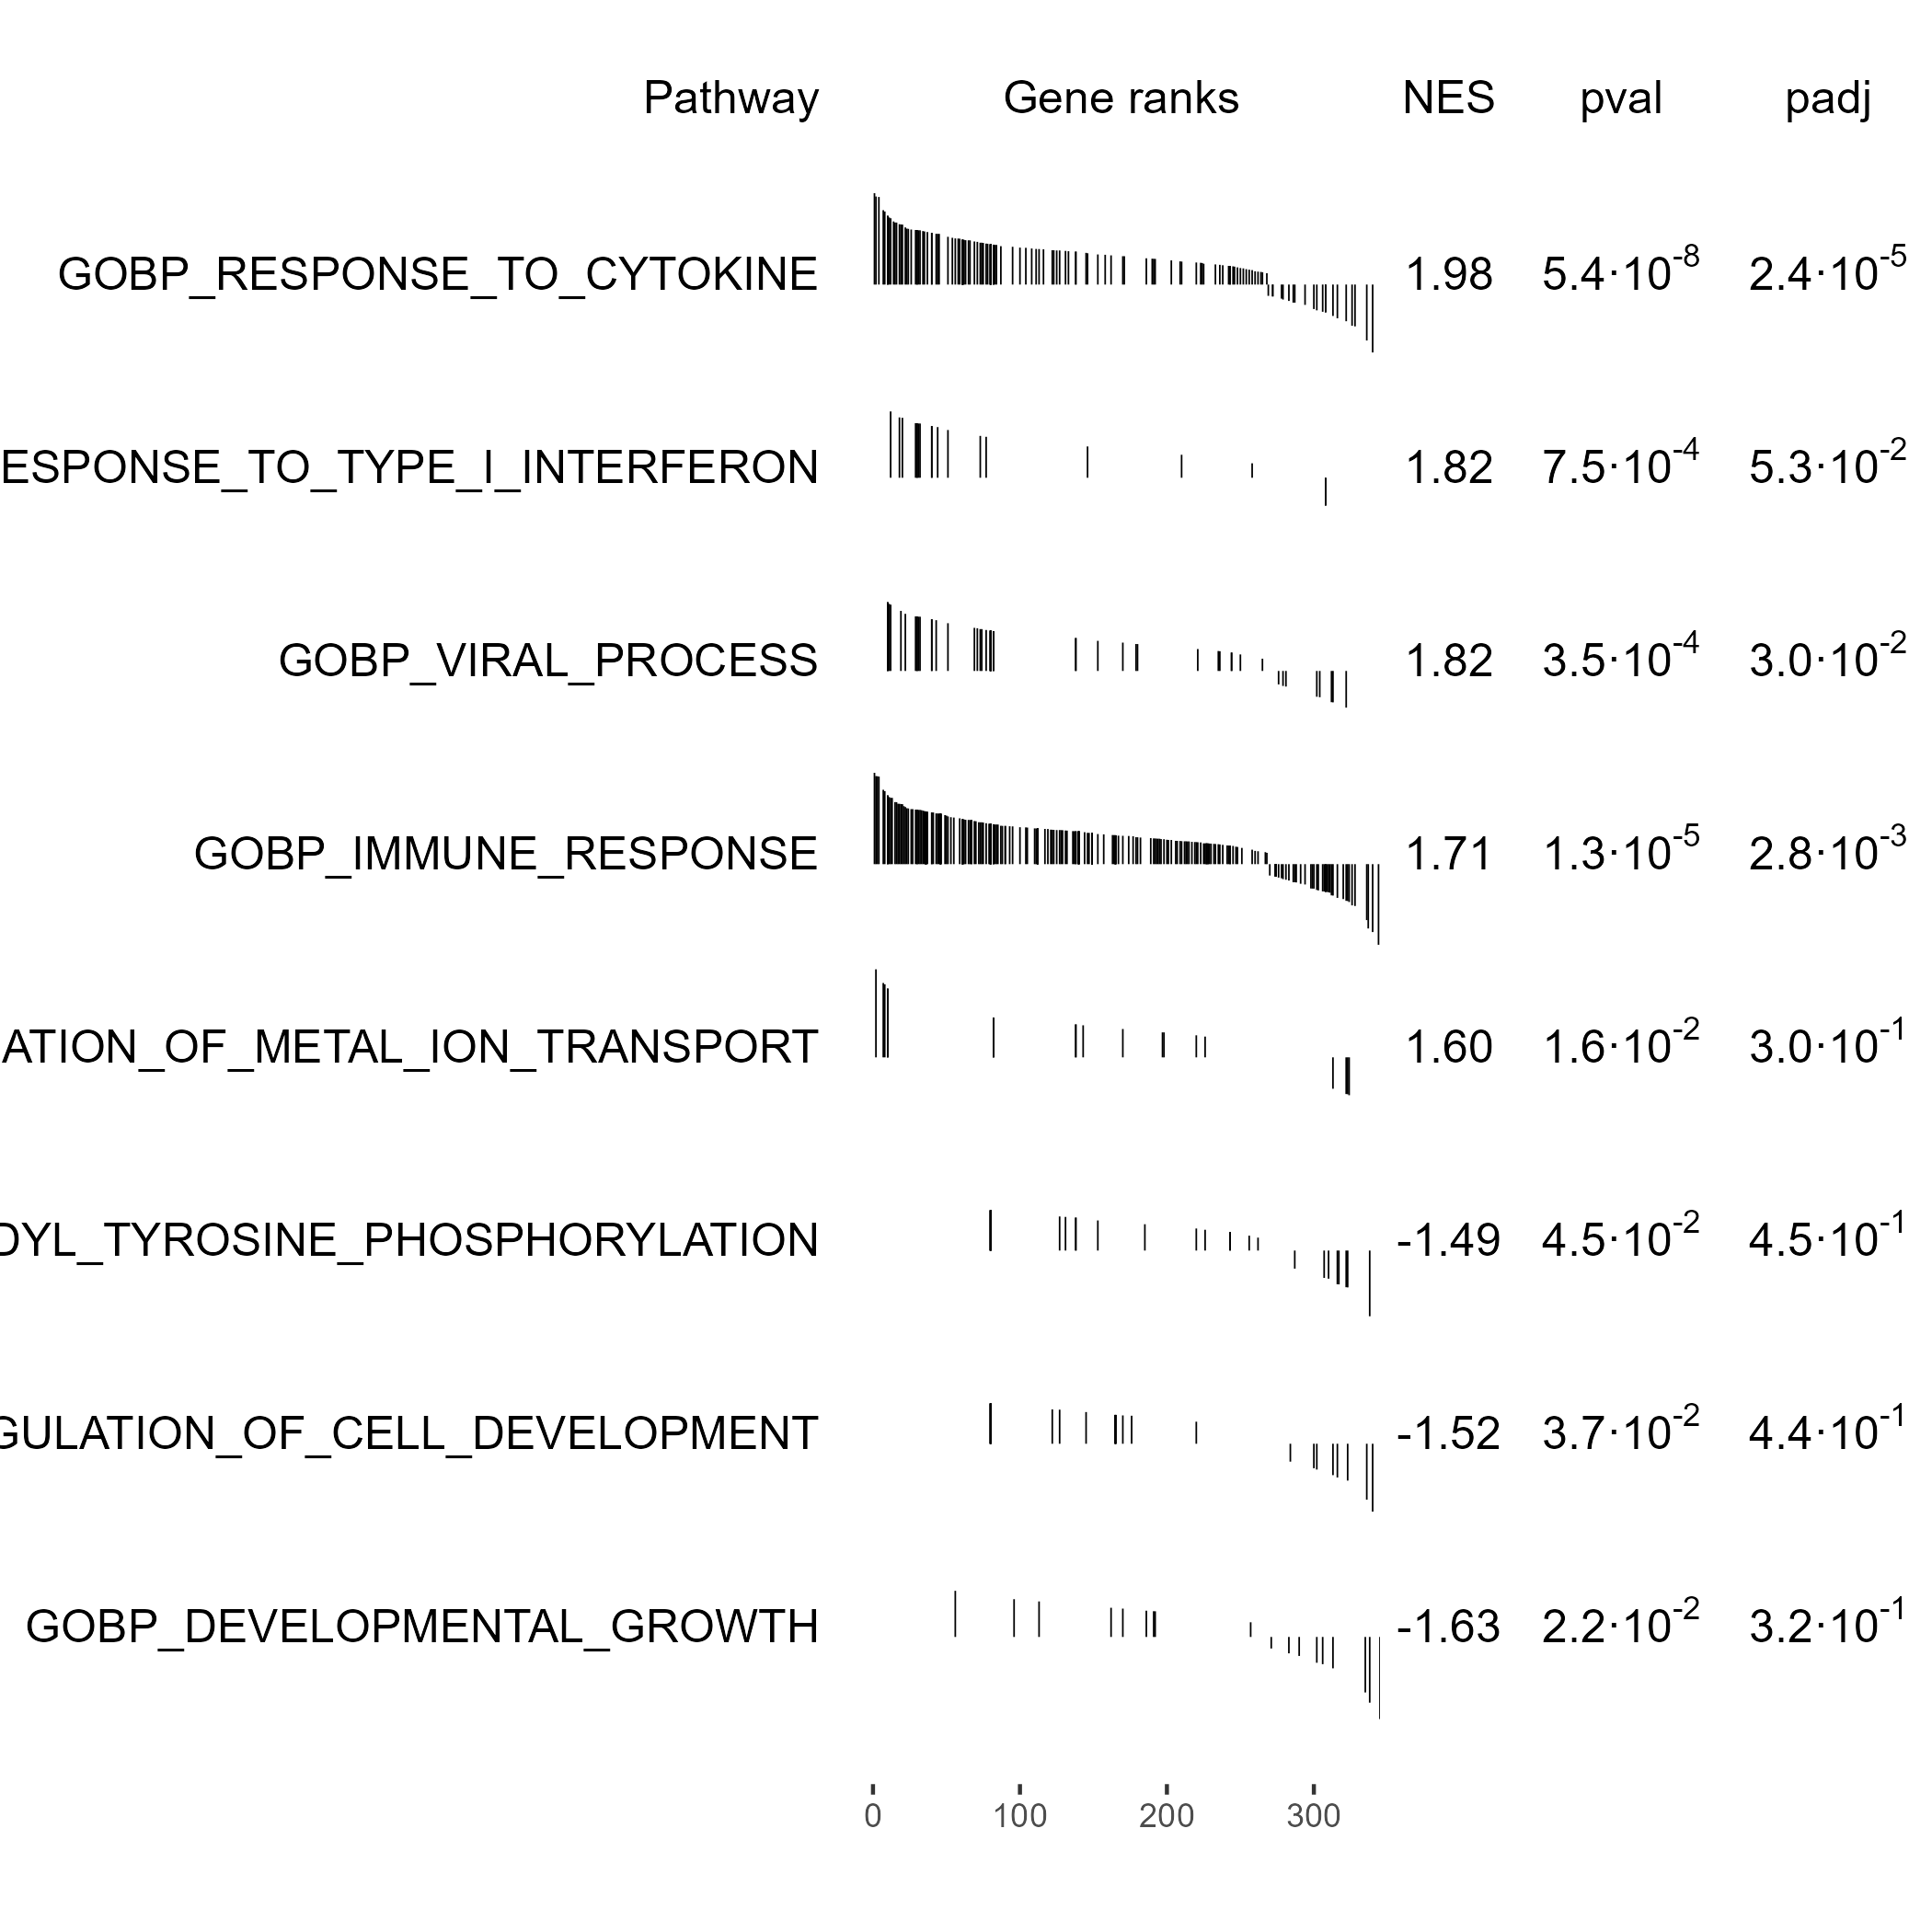 Pathway Gene ranks NES pval padj
GOBP_RESPONSE_TO_CYTOKINE 1.98 5.4·10⁻⁸ 2.4·10⁻⁵
ESPONSE_TO_TYPE_I_INTERFERON 1.82 7.5·10⁻⁴ 5.3·10⁻²
GOBP_VIRAL_PROCESS 1.82 3.5·10⁻⁴ 3.0·10⁻²
GOBP_IMMUNE_RESPONSE 1.71 1.3·10⁻⁵ 2.8·10⁻³
ATION_OF_METAL_ION_TRANSPORT 1.60 1.6·10⁻² 3.0·10⁻¹
DYL_TYROSINE_PHOSPHORYLATION -1.49 4.5·10⁻² 4.5·10⁻¹
GULATION_OF_CELL_DEVELOPMENT -1.52 3.7·10⁻² 4.4·10⁻¹
GOBP_DEVELOPMENTAL_GROWTH -1.63 2.2·10⁻² 3.2·10⁻¹
0 100 200 300